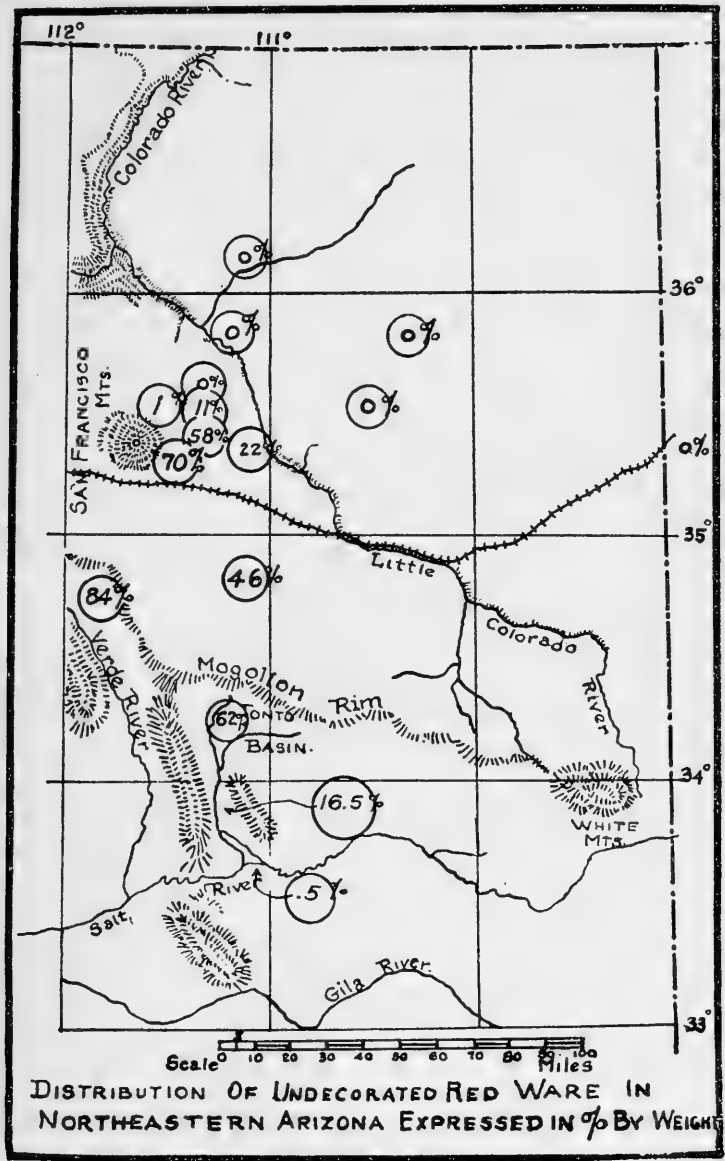 112° 111°
Colorado River
0%
36°
0%
0%
SAN FRANCISCO
MTS.
0%
1%
11%
0%
58%
22
0%
70%
35°
Little
46%
84%
Colorado
Verde River
Mogollon Rim
River
62%
TONTO
BASIN.
34°
16.5%
WHITE
MTS.
.5%
Salt,
River
Gila River.
33°
Scale 0 10 20 30 40 50 60 70 80 90 100
Miles
DISTRIBUTION OF UNDECORATED RED WARE IN
NORTHEASTERN ARIZONA EXPRESSED IN % BY WEIGHT